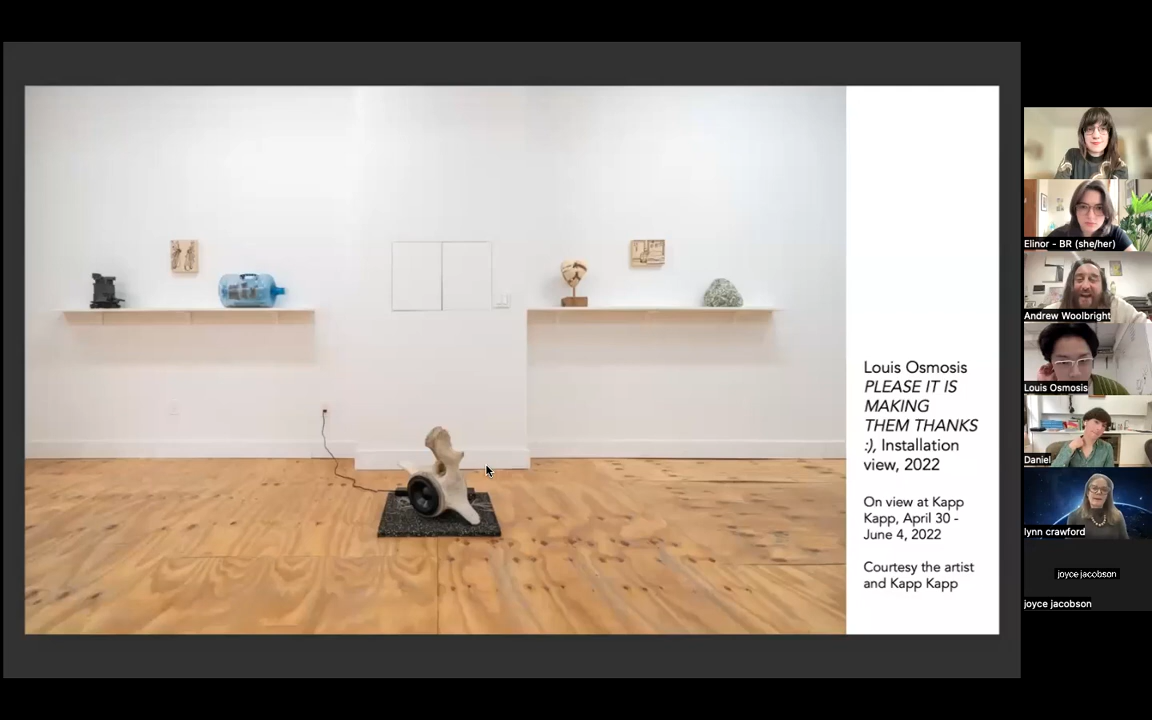 Louis Osmosis
PLEASE IT IS
MAKING
THEM THANKS
:), Installation
view, 2022
On view at Kapp
Kapp, April 30 -
June 4, 2022
Courtesy the artist
and Kapp Kapp
Elinor - BR (she/her)
Andrew Woolbright
Louis Osmosis
Daniel
lynn crawford
joyce jacobson
joyce jacobson